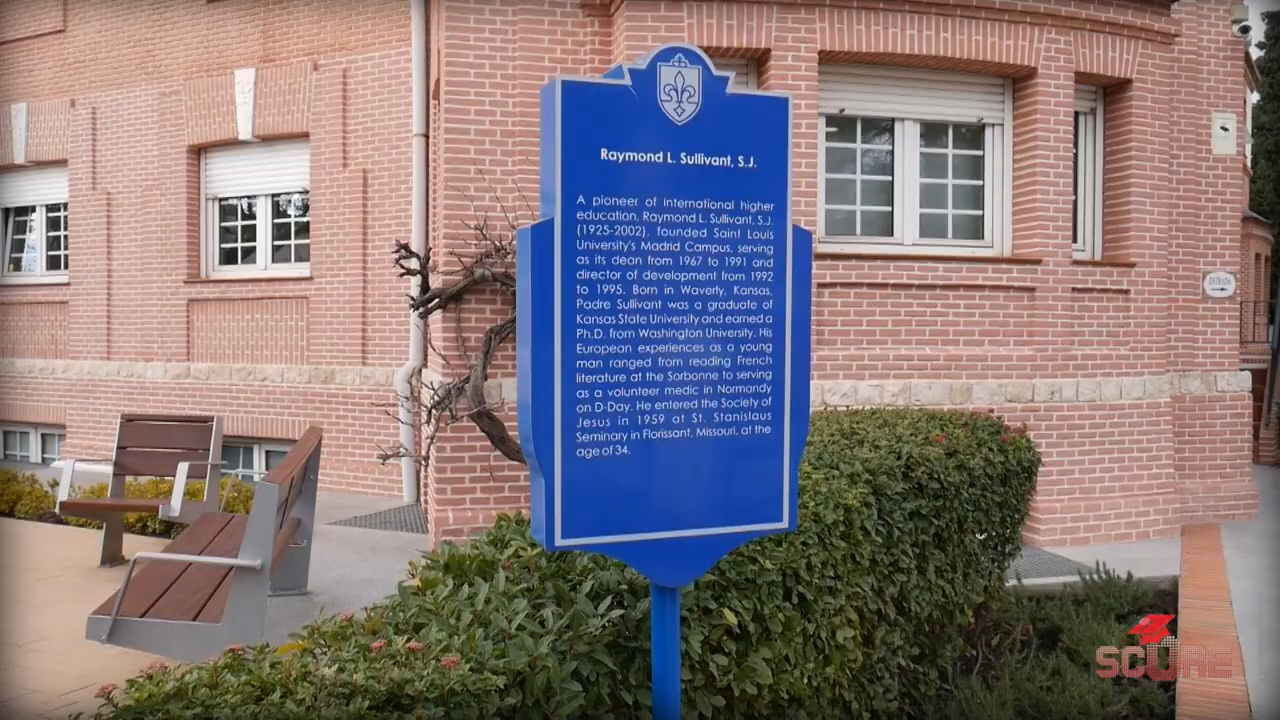 Raymond L. Sullivant, S.J.
A pioneer of international higher
education, Raymond L. Sullivant, S.J.
(1925-2002), founded Saint Louis
University's Madrid Campus, serving
as its dean from 1967 to 1991 and
director of development from 1992
to 1995. Born in Waverly, Kansas,
Padre Sullivant was a graduate of
Kansas State University and earned a
Ph.D. from Washington University. His
European experiences as a young
man ranged from reading French
literature at the Sorbonne to serving
as a volunteer medic in Normandy
on D-Day. He entered the Society of
Jesus in 1959 at St. Stanislaus
Seminary in Florissant, Missouri, at the
age of 34.
ENTRADA
SCURE